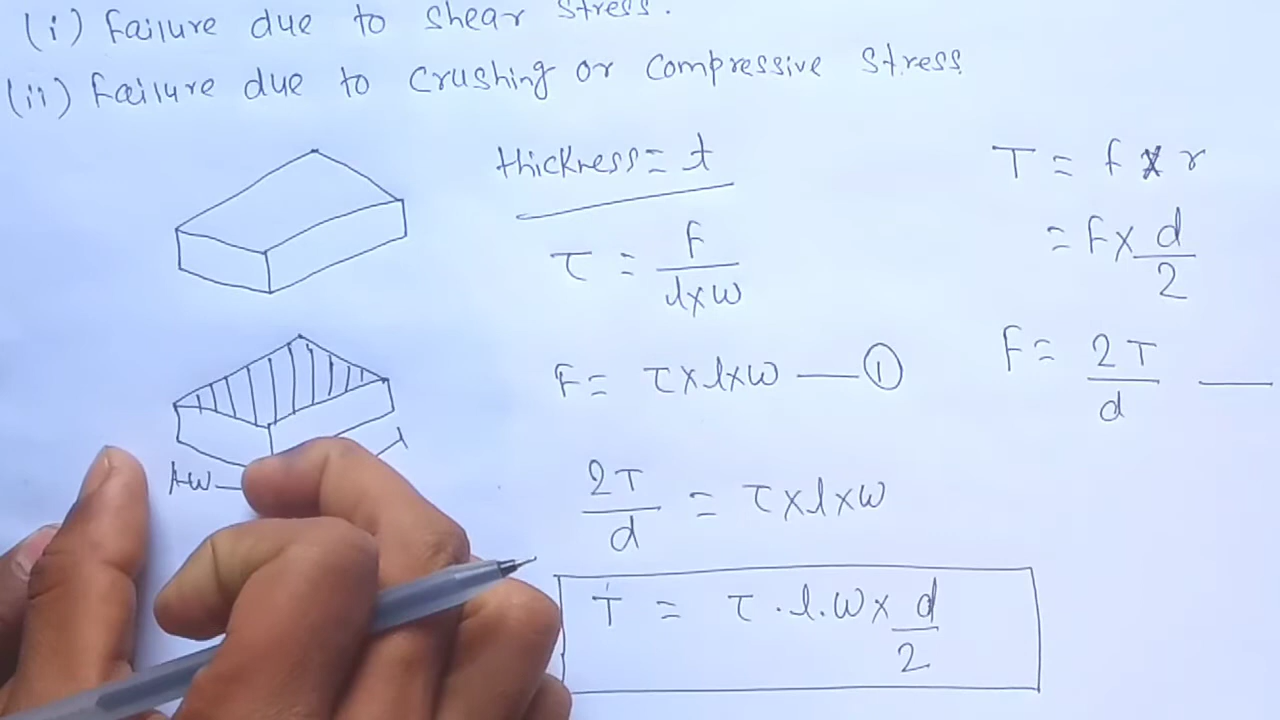 (i) Failure due to shear stress.
(ii) Failure due to crushing or compressive stress
thickness = t
τ = F / l×w
F = τ×l×w — ①
2T / d = τ×l×w
T = τ.l.w× d / 2
T = F × r
= F× d / 2
F = 2T / d —
w